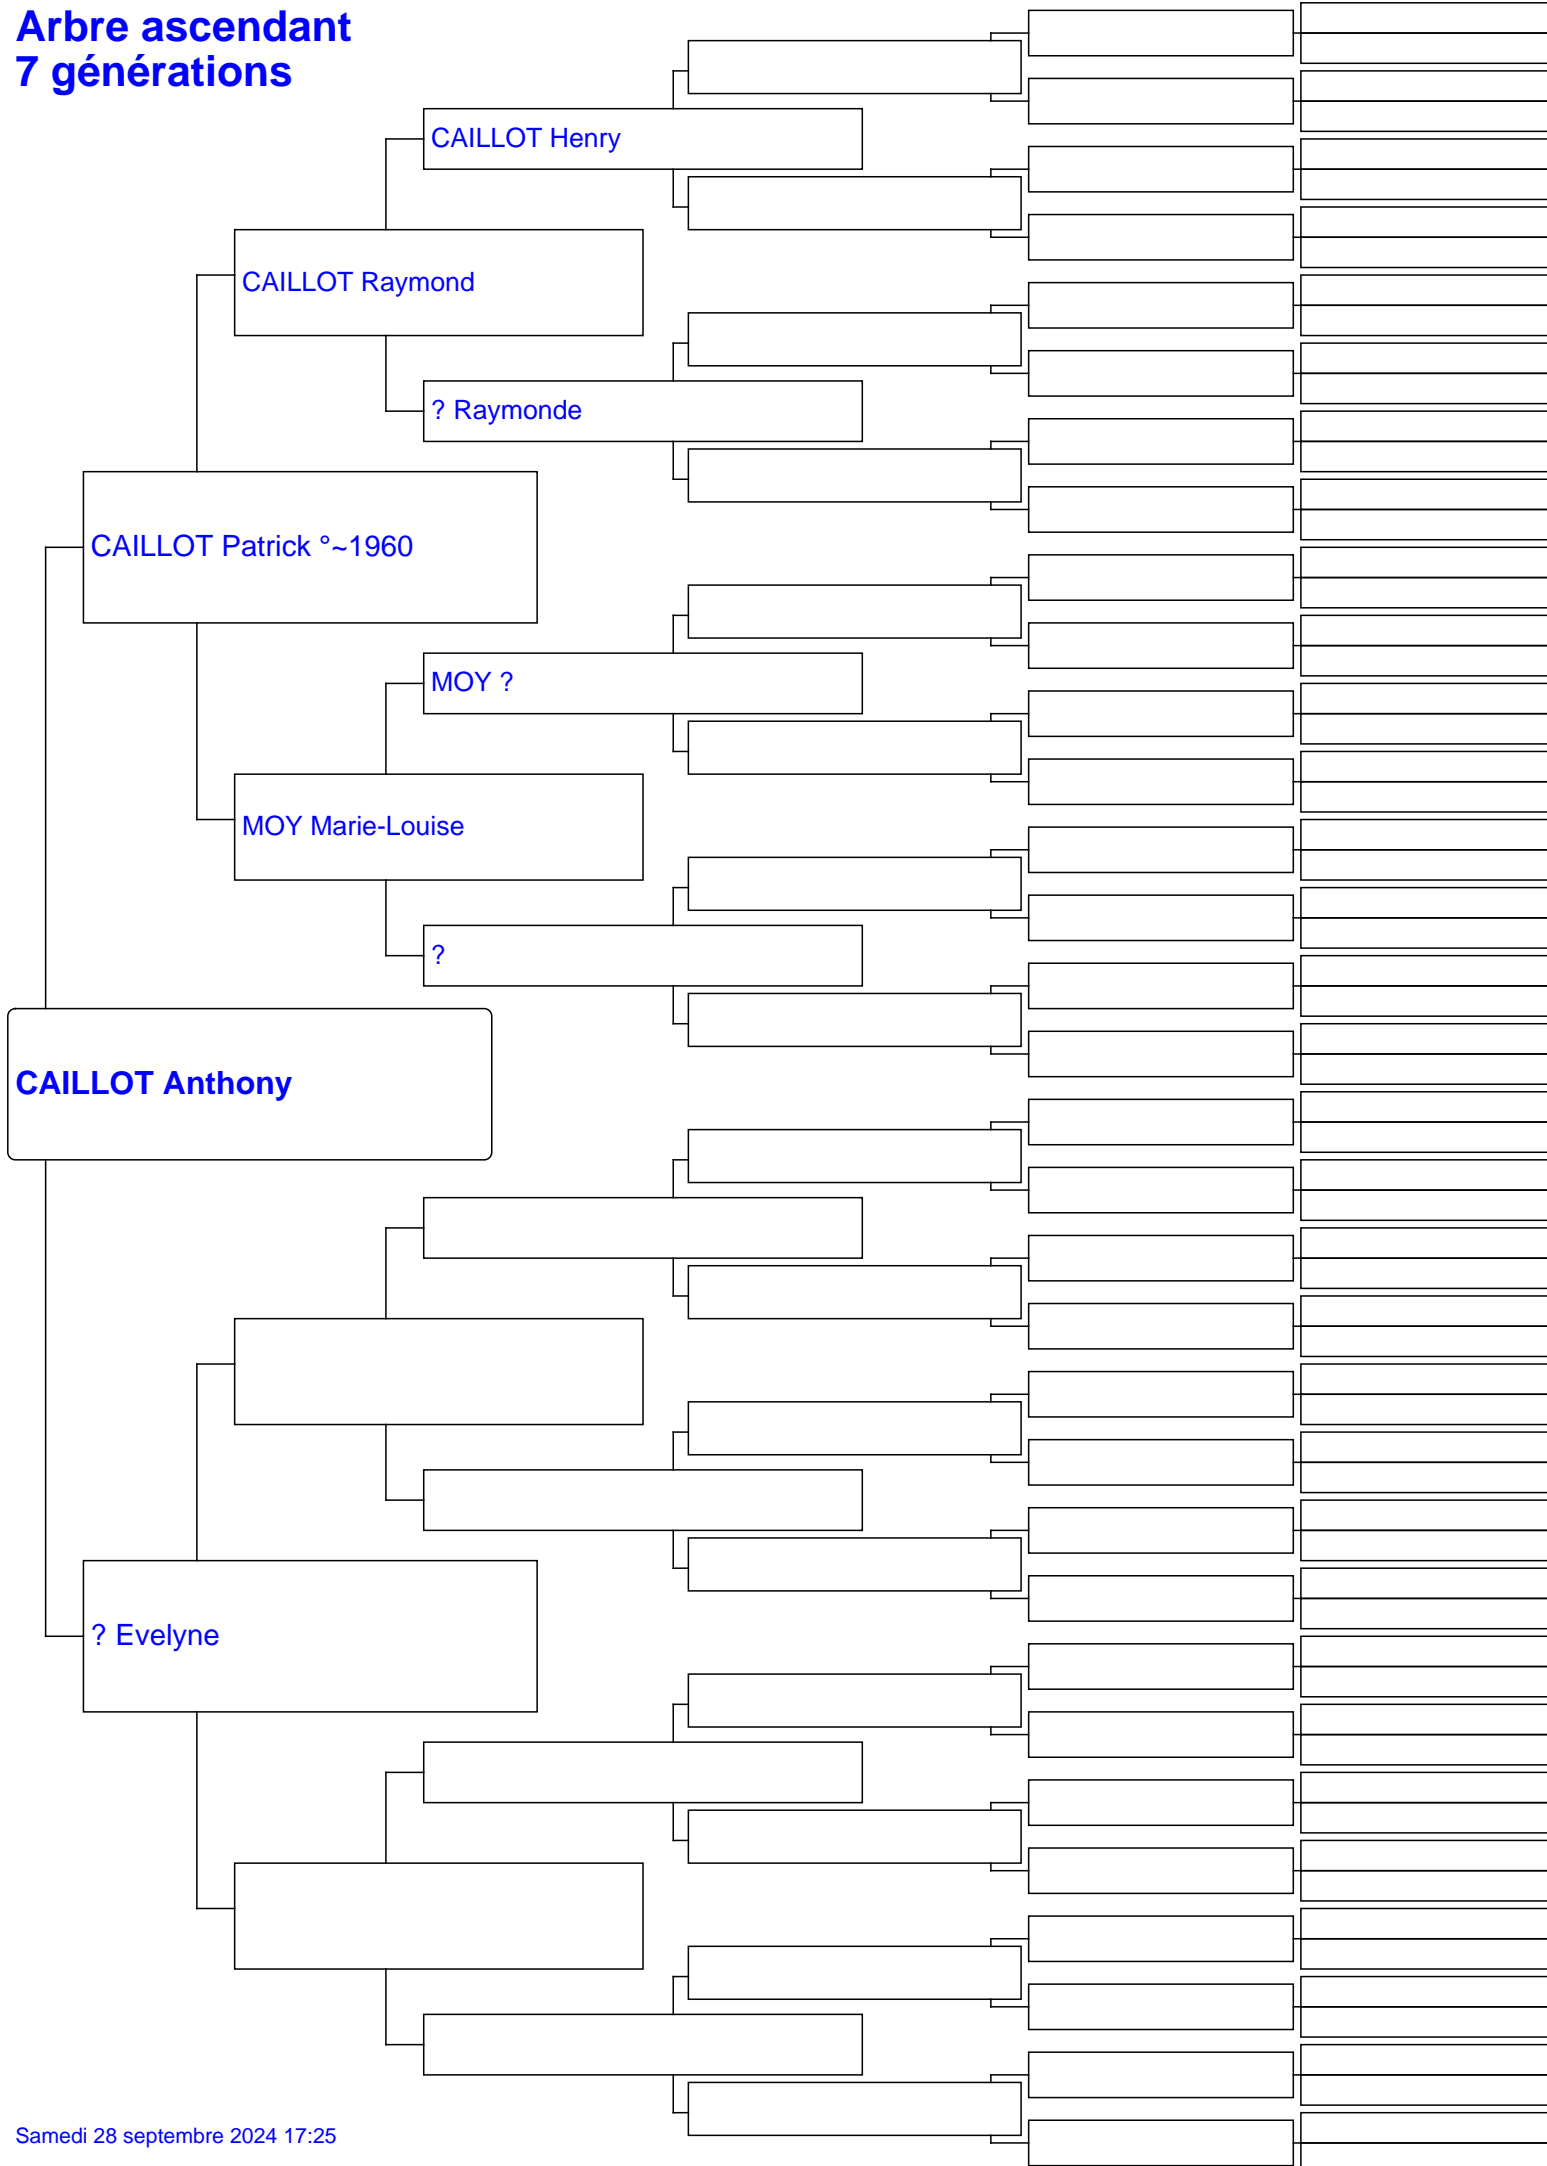 Arbre ascendant
7 générations
CAILLOT Henry
CAILLOT Raymond
? Raymonde
CAILLOT Patrick °~1960
MOY ?
MOY Marie-Louise
?
CAILLOT Anthony
? Evelyne
Samedi 28 septembre 2024 17:25